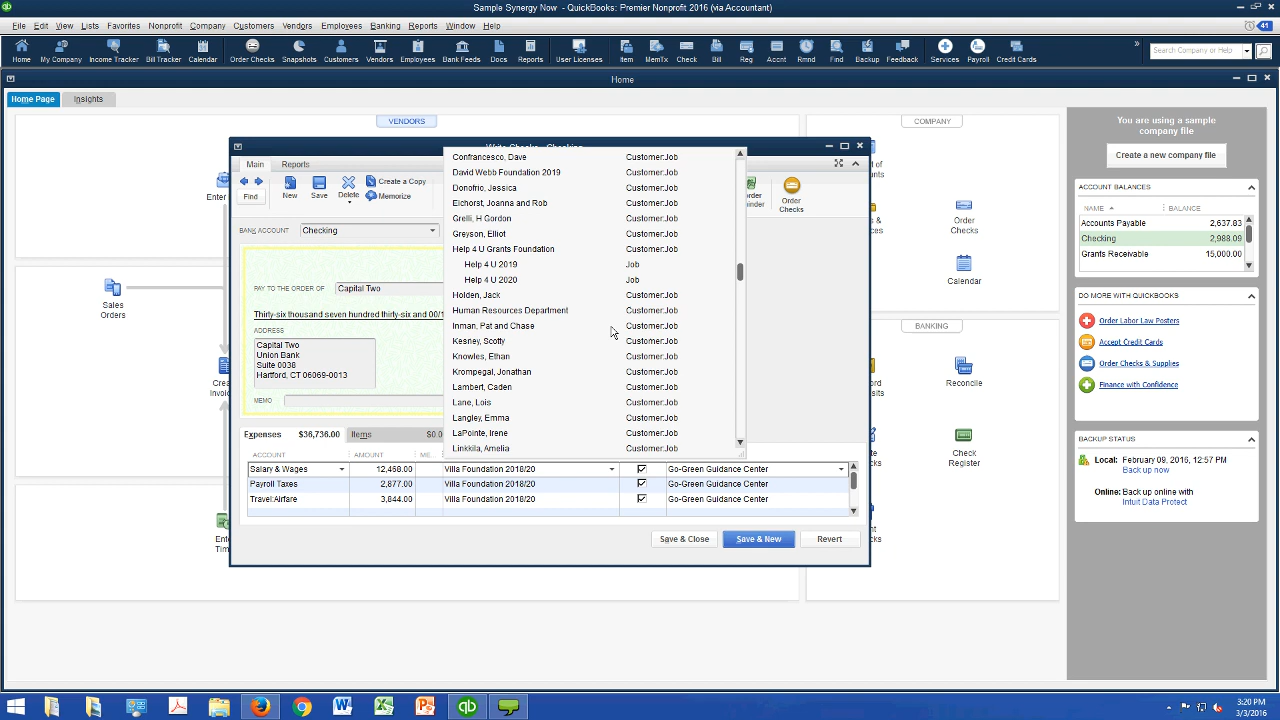 Sample Synergy Now - QuickBooks: Premier Nonprofit 2016 (via Accountant)
File Edit View Lists Favorites Nonprofit Company Customers Vendors Employees Banking Reports Window Help
41
Home My Company Income Tracker Bill Tracker Calendar Order Checks Snapshots Customers Vendors Employees Bank Feeds Docs Reports User Licenses Item MemTx Check Bill Reg Accnt Rmnd Find Backup Feedback Services Payroll Credit Cards
Search Company or Help
Home
Home Page Insights
VENDORS
COMPANY
Enter
Sales
Orders
Order
Checks
Calendar
BANKING
Reconcile
Check
Register
Main Reports
Find
New
Save
Delete
Create a Copy
Memorize
Order
Checks
BANK ACCOUNT Checking
PAY TO THE ORDER OF Capital Two
Thirty-six thousand seven hundred thirty-six and 00/1
ADDRESS
Capital Two
Union Bank
Suite 0038
Hartford, CT 06069-0013
MEMO
Confrancesco, Dave Customer:Job
David Webb Foundation 2019 Customer:Job
Donofrio, Jessica Customer:Job
Eichorst, Joanna and Rob Customer:Job
Grelli, H Gordon Customer:Job
Greyson, Elliot Customer:Job
Help 4 U Grants Foundation Customer:Job
Help 4 U 2019 Job
Help 4 U 2020 Job
Holden, Jack Customer:Job
Human Resources Department Customer:Job
Inman, Pat and Chase Customer:Job
Kesney, Scotty Customer:Job
Knowles, Ethan Customer:Job
Krompegal, Jonathan Customer:Job
Lambert, Caden Customer:Job
Lane, Lois Customer:Job
Langley, Emma Customer:Job
LaPointe, Irene Customer:Job
Linkkila, Amelia Customer:Job
Expenses $36,736.00 Items $0.0
ACCOUNT AMOUNT ME...
Salary & Wages 12,468.00 Villa Foundation 2018/20 Go-Green Guidance Center
Payroll Taxes 2,877.00 Villa Foundation 2018/20 Go-Green Guidance Center
Travel:Airfare 3,844.00 Villa Foundation 2018/20 Go-Green Guidance Center
Save & Close Save & New Revert
You are using a sample
company file
Create a new company file
ACCOUNT BALANCES
NAME BALANCE
Accounts Payable 2,637.83
Checking 2,988.09
Grants Receivable 15,000.00
DO MORE WITH QUICKBOOKS
Order Labor Law Posters
Accept Credit Cards
Order Checks & Supplies
Finance with Confidence
BACKUP STATUS
Local: February 09, 2016, 12:57 PM
Back up now
Online: Back up online with
Intuit Data Protect
3:20 PM
3/3/2016